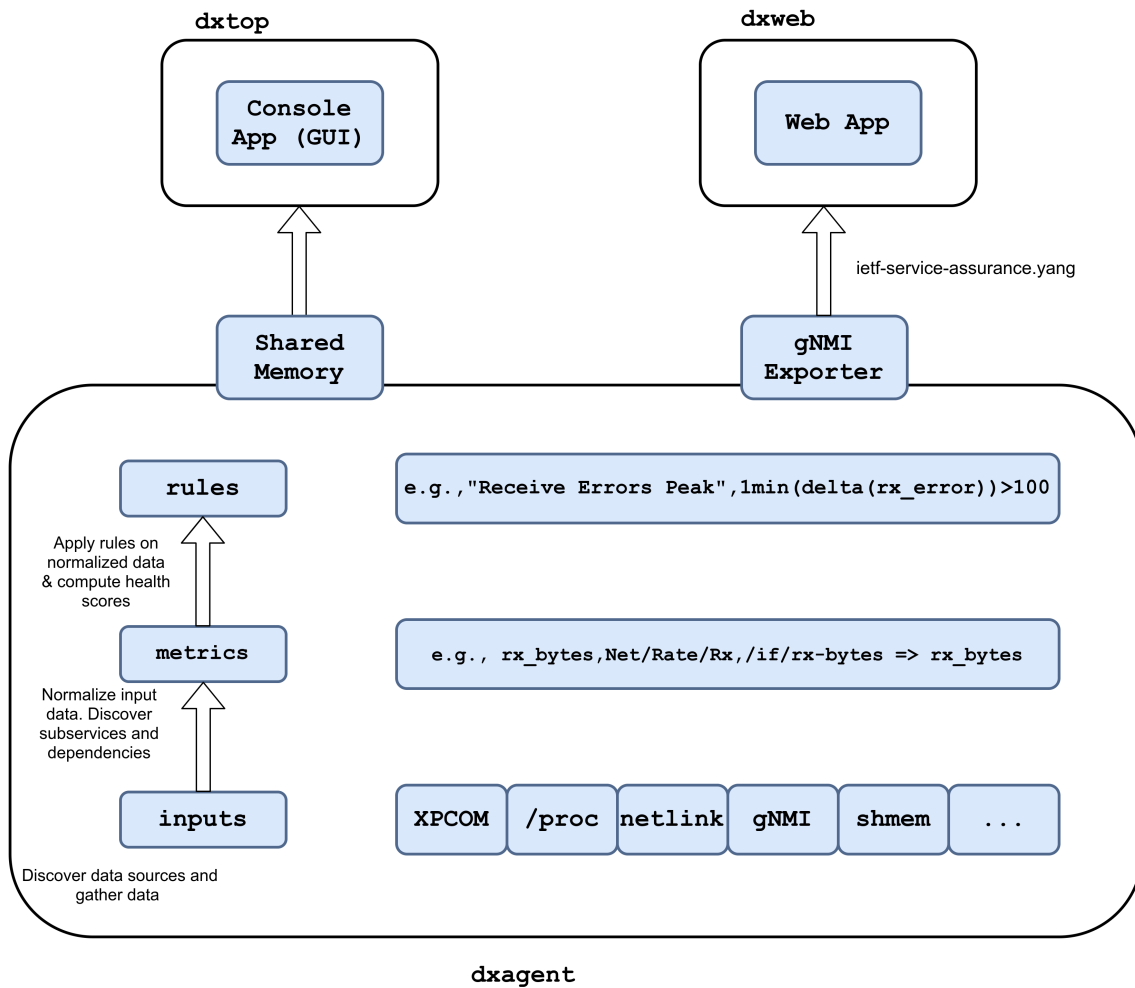 dxtop
dxweb
Console
App (GUI)
Web App
ietf-service-assurance.yang
Shared
Memory
gNMI
Exporter
rules
e.g.,"Receive Errors Peak",1min(delta(rx_error))>100
Apply rules on
normalized data
& compute health
scores
metrics
e.g., rx_bytes,Net/Rate/Rx,/if/rx-bytes => rx_bytes
Normalize input
data. Discover
subservices and
dependencies
inputs
XPCOM
/proc
netlink
gNMI
shmem
...
Discover data sources and
gather data
dxagent